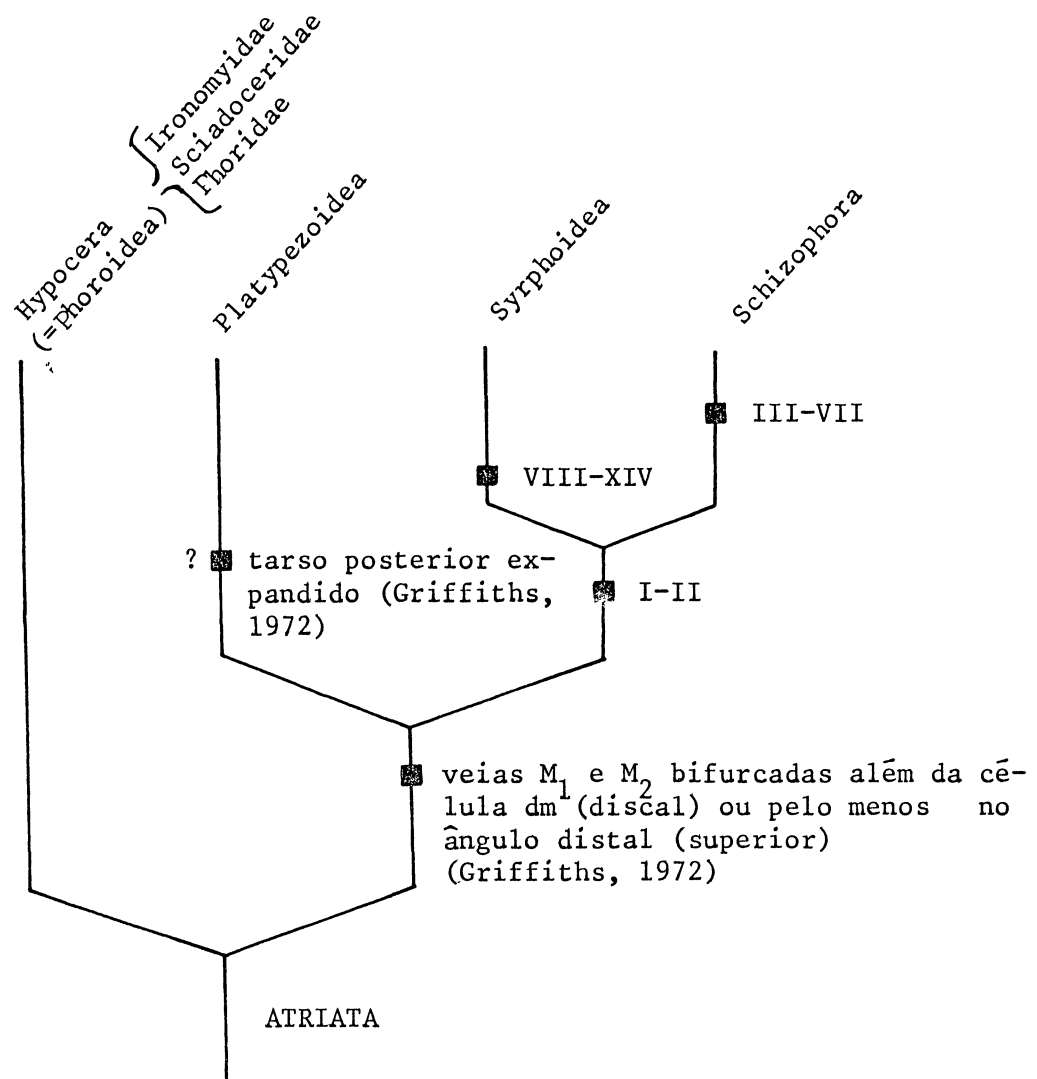 Hypocera
(=Phoroidea)
Ironomyidae
Sciadoceridae
Phoridae
Platypezoidea
Syrphoidea
Schizophora
III-VII
VIII-XIV
? tarso posterior ex-
pandido (Griffiths,
1972)
I-II
veias M1 e M2 bifurcadas além da cé-
lula dm (discal) ou pelo menos no
ângulo distal (superior)
(Griffiths, 1972)
ATRIATA